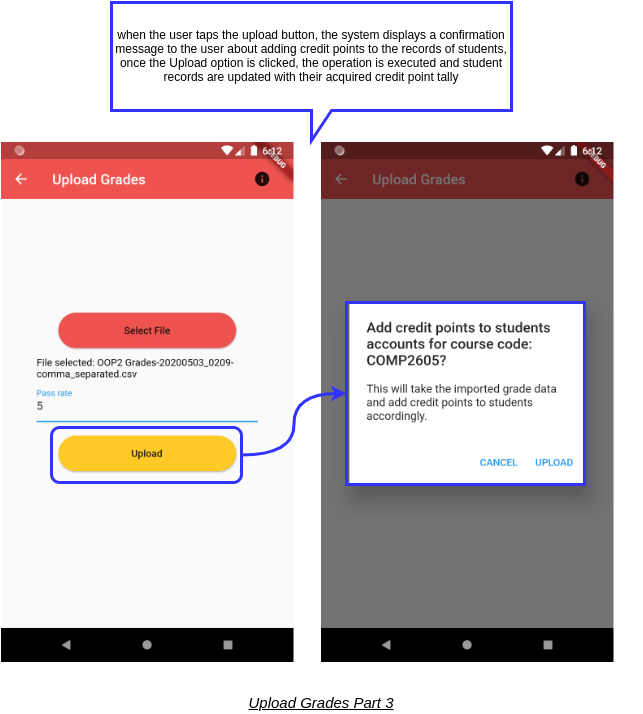 when the user taps the upload button, the system displays a confirmation
message to the user about adding credit points to the records of students,
once the Upload option is clicked, the operation is executed and student
records are updated with their acquired credit point tally
6:12
DEBUG
Upload Grades
Select File
File selected: OOP2 Grades-20200503_0209-
comma_separated.csv
Pass rate
5
Upload
6:12
DEBUG
Upload Grades
Add credit points to students
accounts for course code:
COMP2605?
This will take the imported grade data
and add credit points to students
accordingly.
CANCEL UPLOAD
Upload Grades Part 3